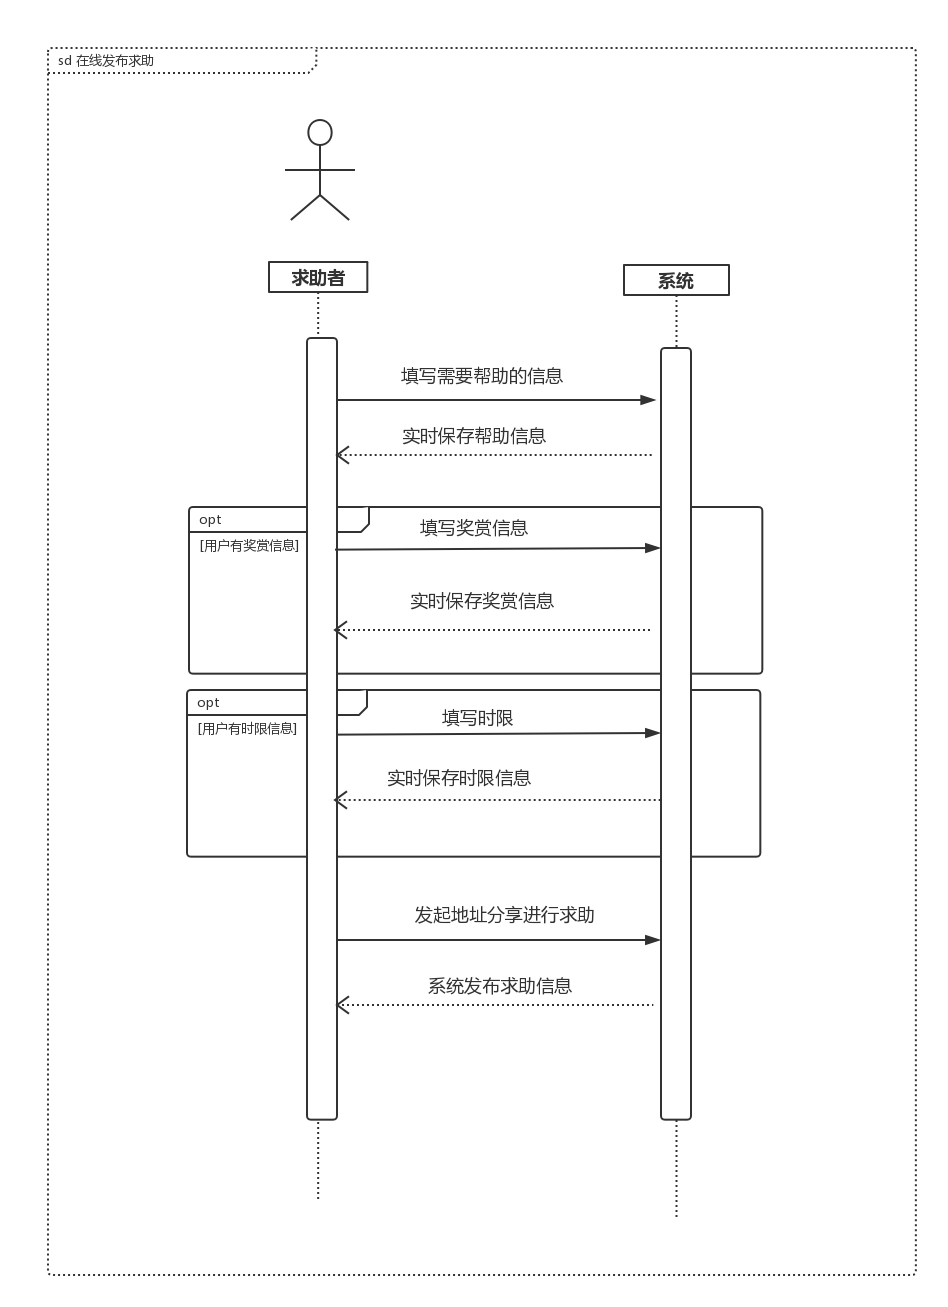 sd 在线发布求助
求助者
系统
填写需要帮助的信息
实时保存帮助信息
opt
填写奖赏信息
[用户有奖赏信息]
实时保存奖赏信息
opt
填写时限
[用户有时限信息]
实时保存时限信息
发起地址分享进行求助
系统发布求助信息